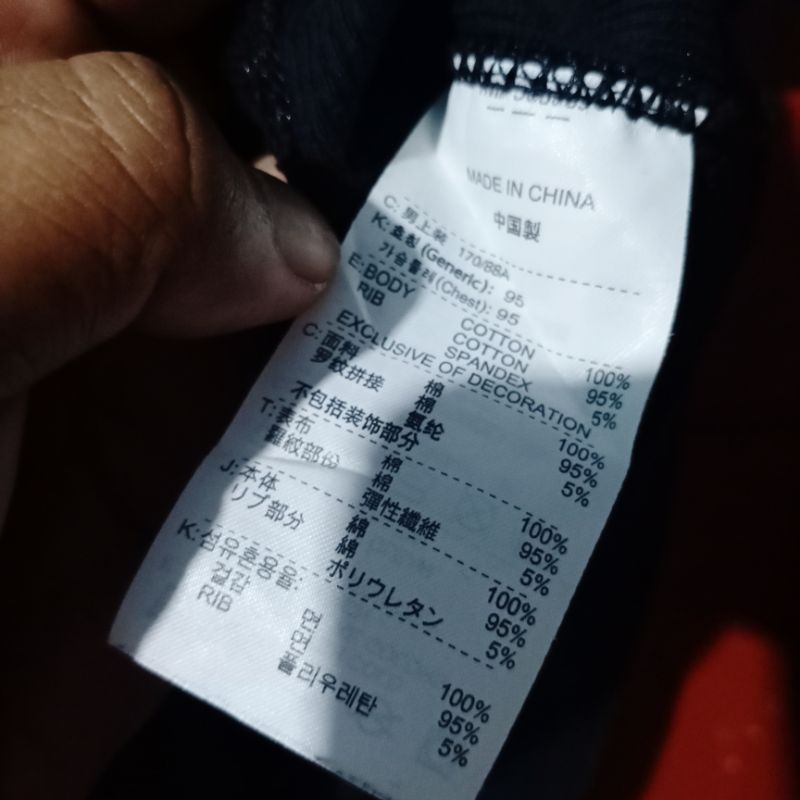 MADE IN CHINA
中国製
C: 男上装 170/88A
K: 호칭(Generic): 95
가슴둘레(Chest): 95
E: BODY COTTON 100%
RIB COTTON 95%
SPANDEX 5%
EXCLUSIVE OF DECORATION
C: 面料 棉 100%
罗纹拼接 棉 95%
氨纶 5%
不包括装饰部分
T: 表布 棉 100%
羅紋部份 棉 95%
彈性纖維 5%
J: 本体 綿 100%
リブ部分 綿 95%
ポリウレタン 5%
K: 섬유혼용율:
겉감 면 100%
RIB 면 95%
폴리우레탄 5%